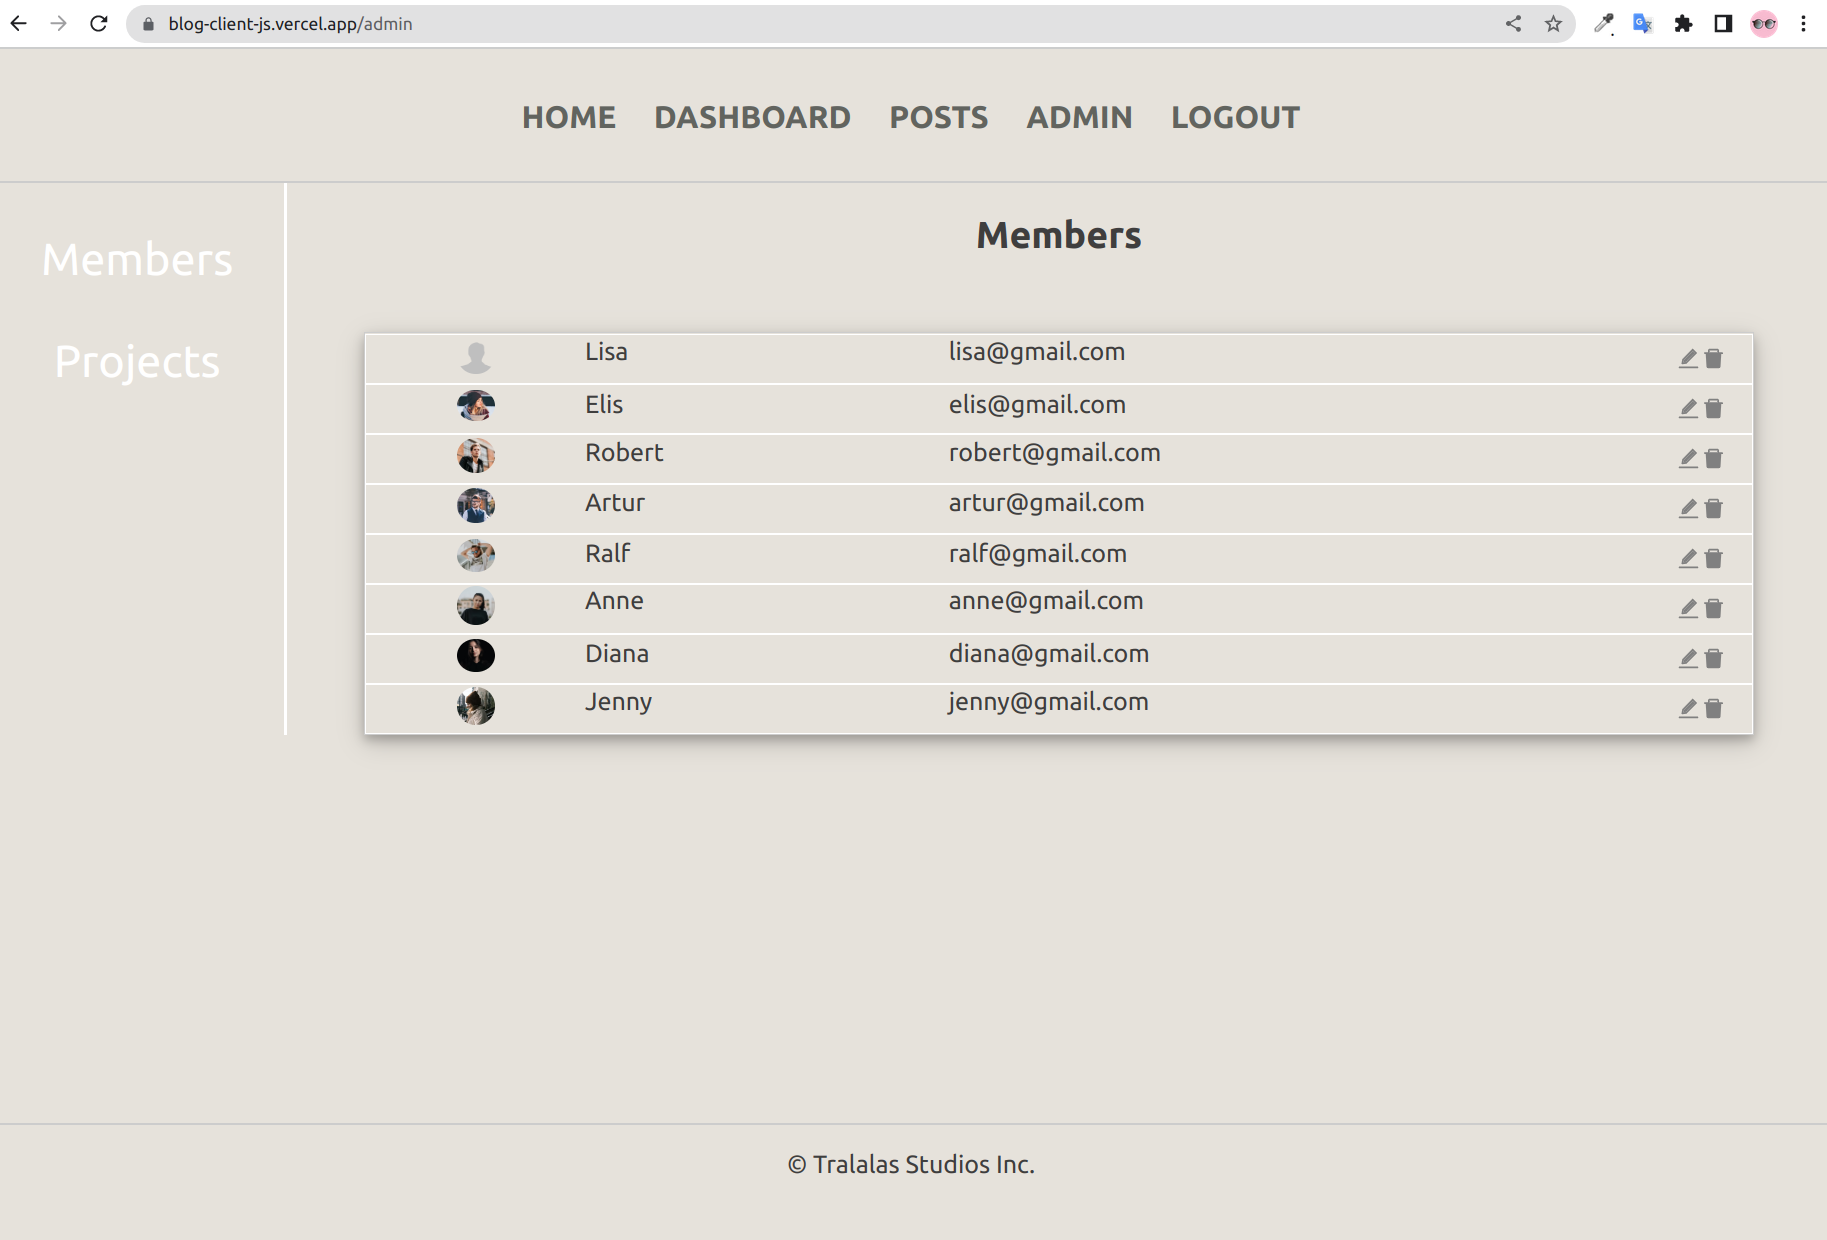 blog-client-js.vercel.app/admin
HOME DASHBOARD POSTS ADMIN LOGOUT
Members
Projects
Members
Lisa lisa@gmail.com
Elis elis@gmail.com
Robert robert@gmail.com
Artur artur@gmail.com
Ralf ralf@gmail.com
Anne anne@gmail.com
Diana diana@gmail.com
Jenny jenny@gmail.com
© Tralalas Studios Inc.